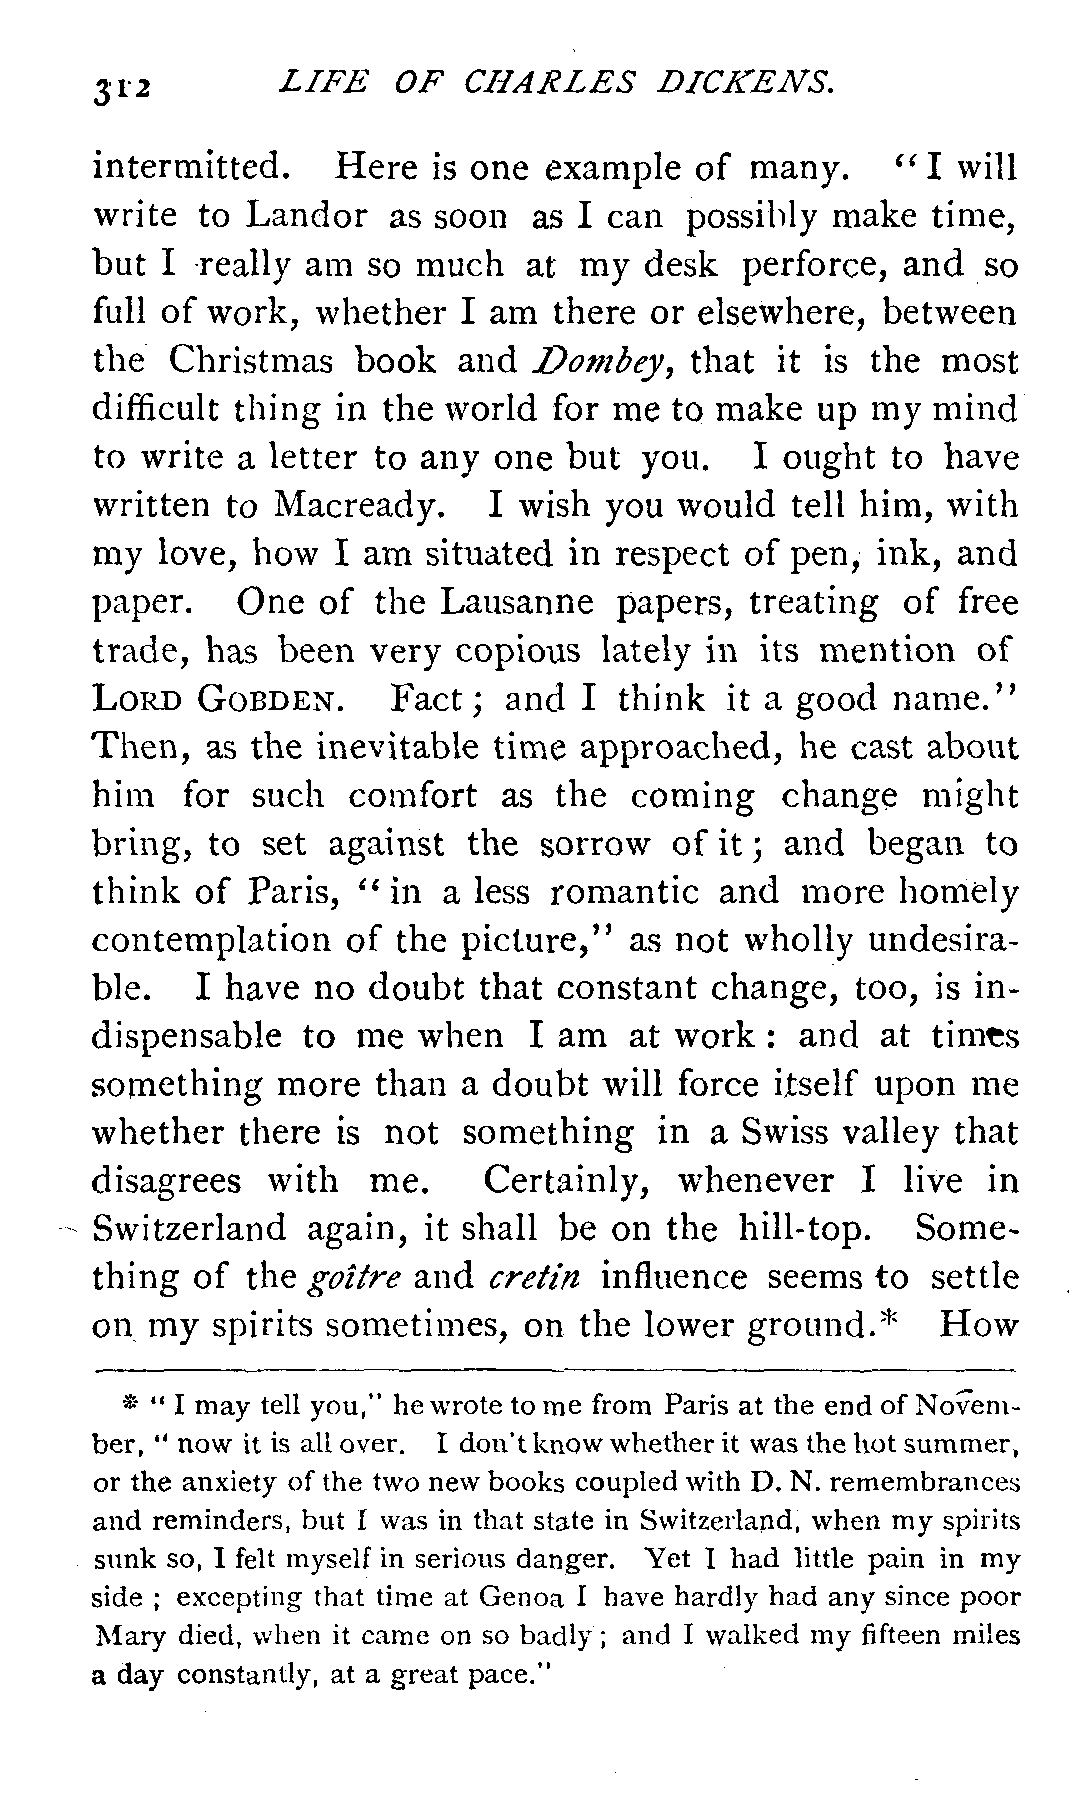 312 LIFE OF CHARLES DICKENS.
intermitted. Here is one example of many. “I will
write to Landor as soon as I can possibly make time,
but I really am so much at my desk perforce, and so
full of work, whether I am there or elsewhere, between
the Christmas book and Dombey, that it is the most
difficult thing in the world for me to make up my mind
to write a letter to any one but you. I ought to have
written to Macready. I wish you would tell him, with
my love, how I am situated in respect of pen, ink, and
paper. One of the Lausanne papers, treating of free
trade, has been very copious lately in its mention of
LORD GOBDEN. Fact; and I think it a good name.”
Then, as the inevitable time approached, he cast about
him for such comfort as the coming change might
bring, to set against the sorrow of it; and began to
think of Paris, “in a less romantic and more homely
contemplation of the picture,” as not wholly undesira-
ble. I have no doubt that constant change, too, is in-
dispensable to me when I am at work: and at times
something more than a doubt will force itself upon me
whether there is not something in a Swiss valley that
disagrees with me. Certainly, whenever I live in
Switzerland again, it shall be on the hill-top. Some-
thing of the goître and cretin influence seems to settle
on my spirits sometimes, on the lower ground.* How
* “I may tell you,” he wrote to me from Paris at the end of Novem-
ber, “now it is all over. I don't know whether it was the hot summer,
or the anxiety of the two new books coupled with D. N. remembrances
and reminders, but I was in that state in Switzerland, when my spirits
sunk so, I felt myself in serious danger. Yet I had little pain in my
side; excepting that time at Genoa I have hardly had any since poor
Mary died, when it came on so badly; and I walked my fifteen miles
a day constantly, at a great pace.”